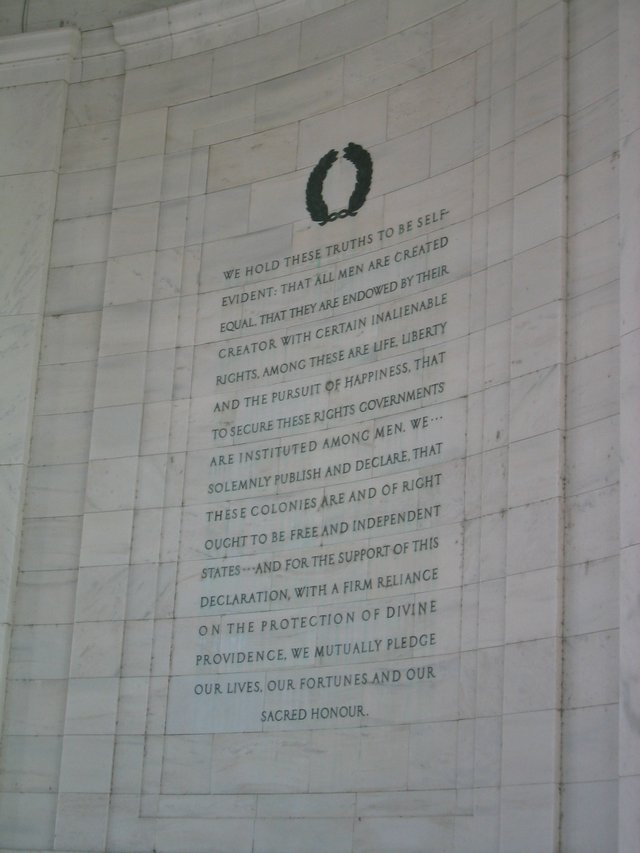 WE HOLD THESE TRUTHS TO BE SELF-
EVIDENT: THAT ALL MEN ARE CREATED
EQUAL, THAT THEY ARE ENDOWED BY THEIR
CREATOR WITH CERTAIN INALIENABLE
RIGHTS, AMONG THESE ARE LIFE, LIBERTY
AND THE PURSUIT OF HAPPINESS, THAT
TO SECURE THESE RIGHTS GOVERNMENTS
ARE INSTITUTED AMONG MEN. WE···
SOLEMNLY PUBLISH AND DECLARE, THAT
THESE COLONIES ARE AND OF RIGHT
OUGHT TO BE FREE AND INDEPENDENT
STATES···AND FOR THE SUPPORT OF THIS
DECLARATION, WITH A FIRM RELIANCE
ON THE PROTECTION OF DIVINE
PROVIDENCE, WE MUTUALLY PLEDGE
OUR LIVES, OUR FORTUNES AND OUR
SACRED HONOUR.